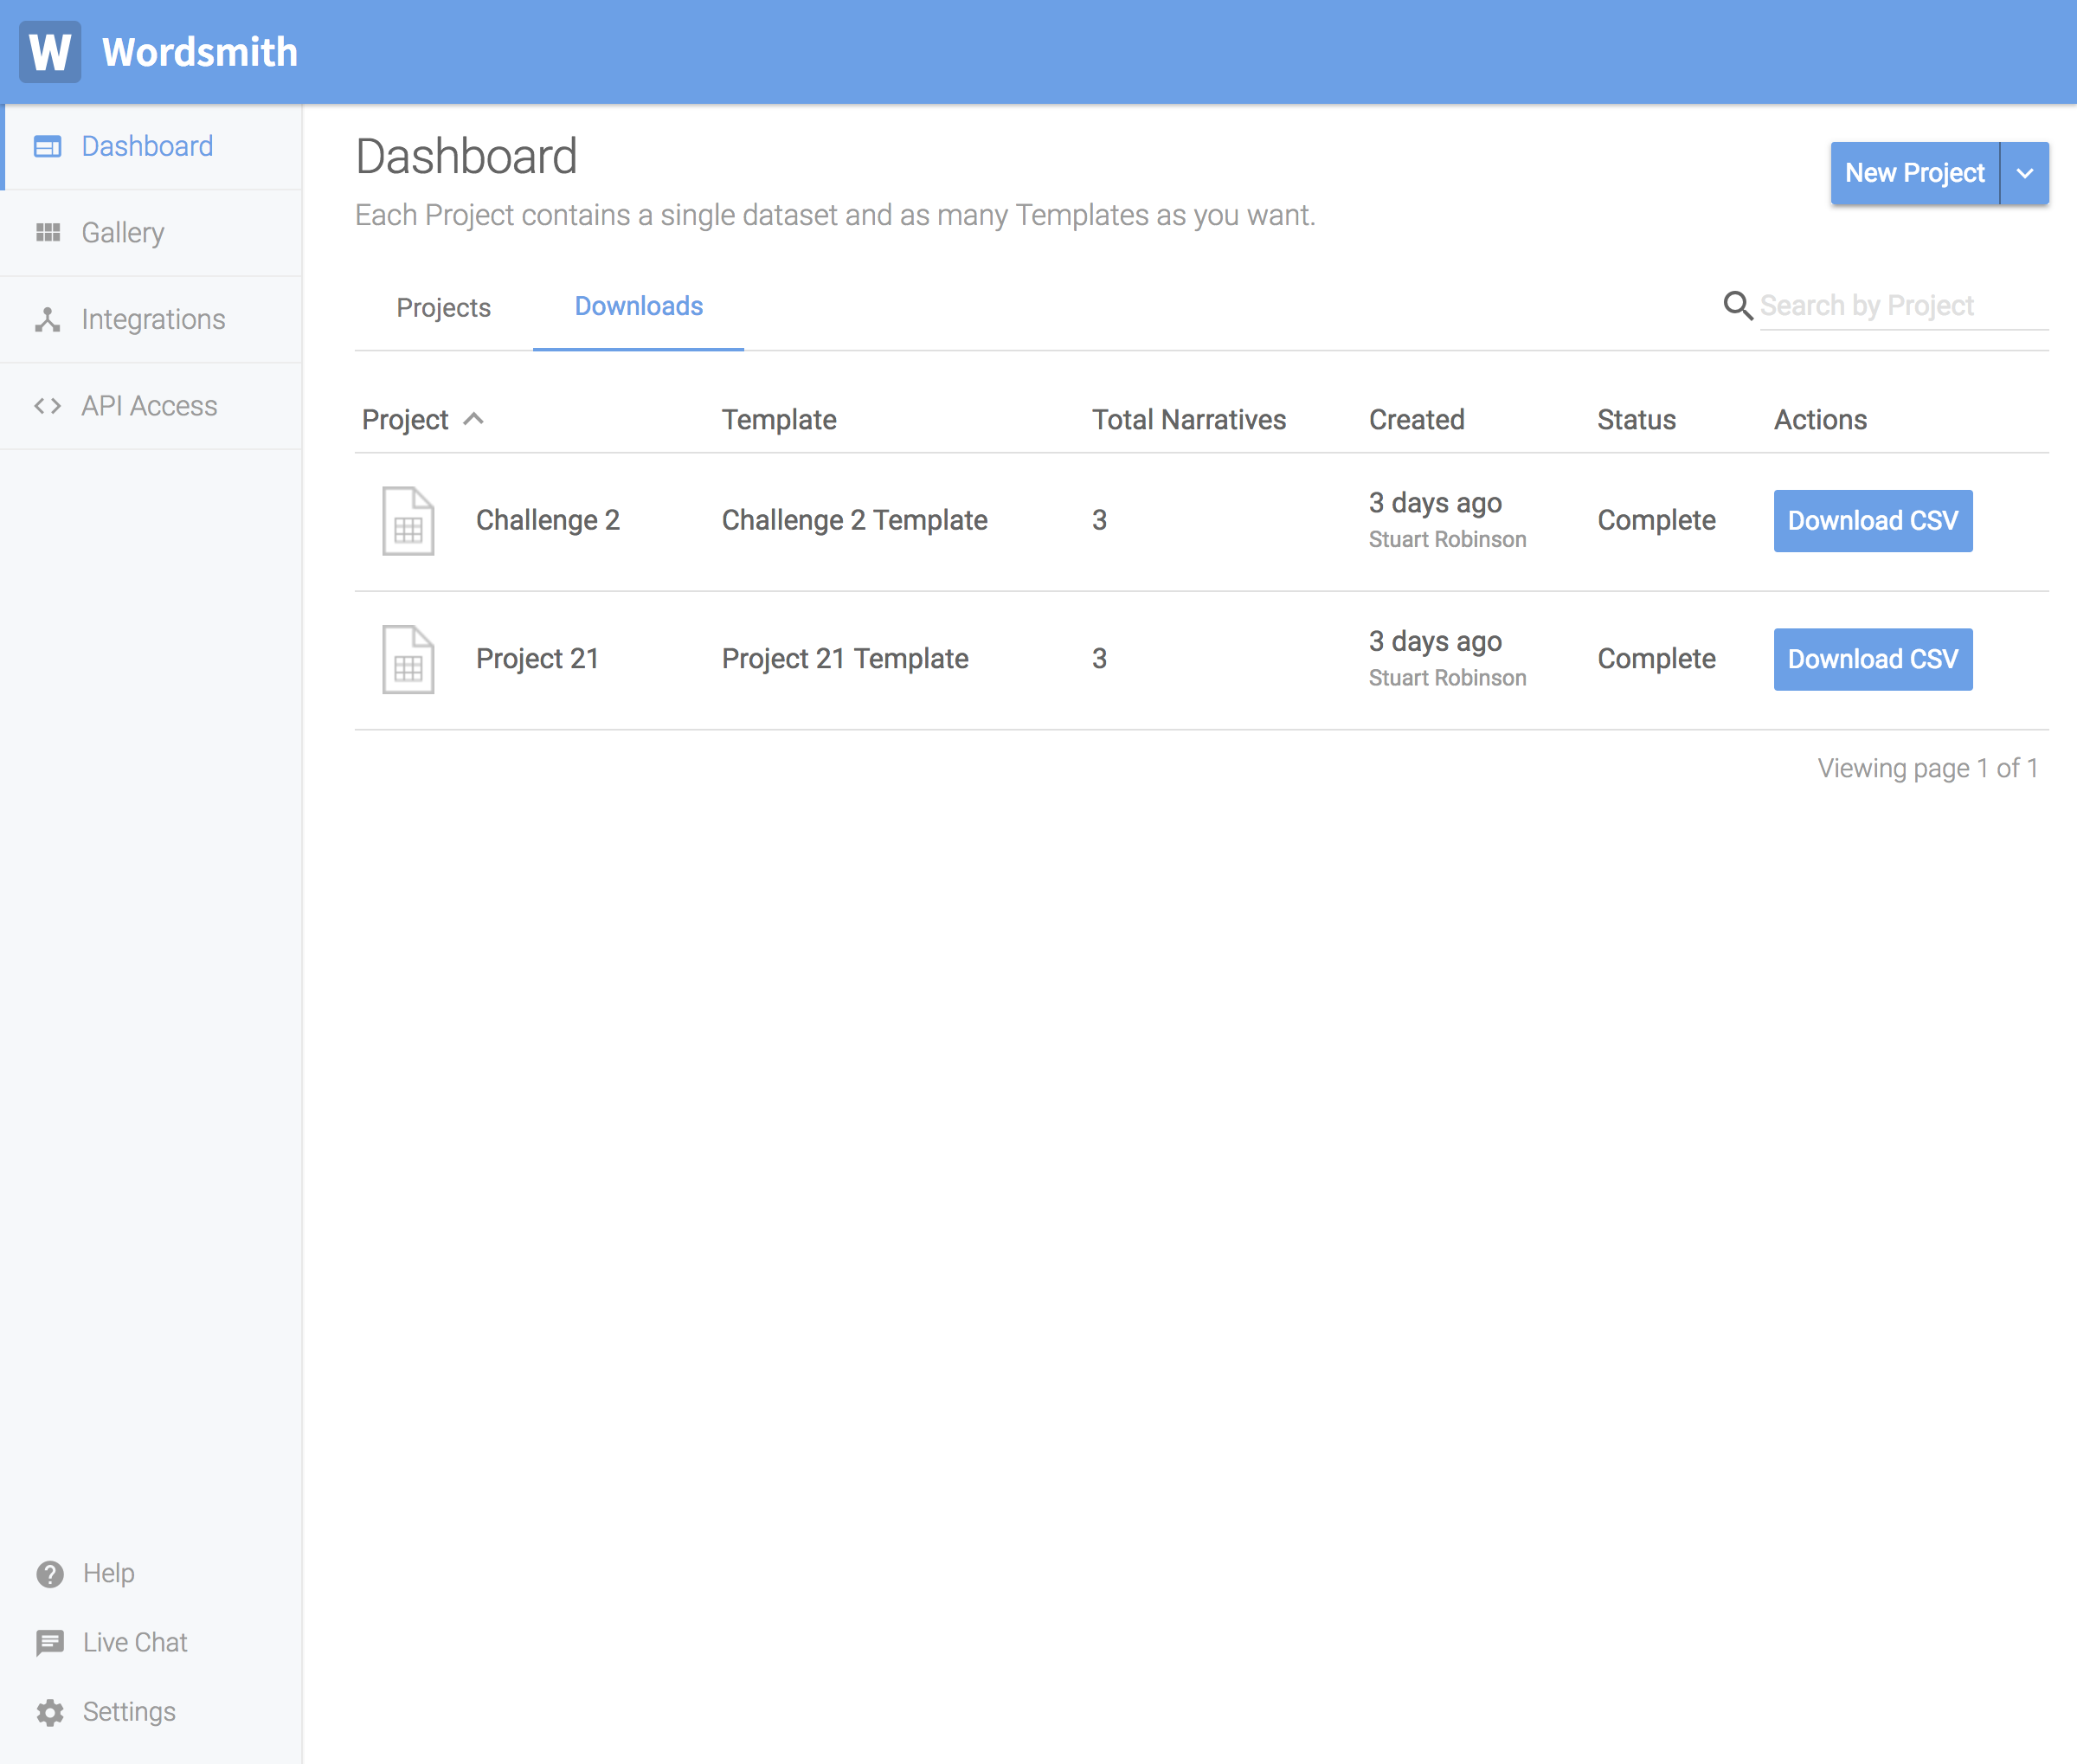 W Wordsmith
Dashboard
Gallery
Integrations
API Access
Dashboard
Each Project contains a single dataset and as many Templates as you want.
New Project
Projects Downloads
Search by Project
Project Template Total Narratives Created Status Actions
Challenge 2 Challenge 2 Template 3 3 days ago Complete Download CSV
Stuart Robinson
Project 21 Project 21 Template 3 3 days ago Complete Download CSV
Stuart Robinson
Viewing page 1 of 1
Help
Live Chat
Settings